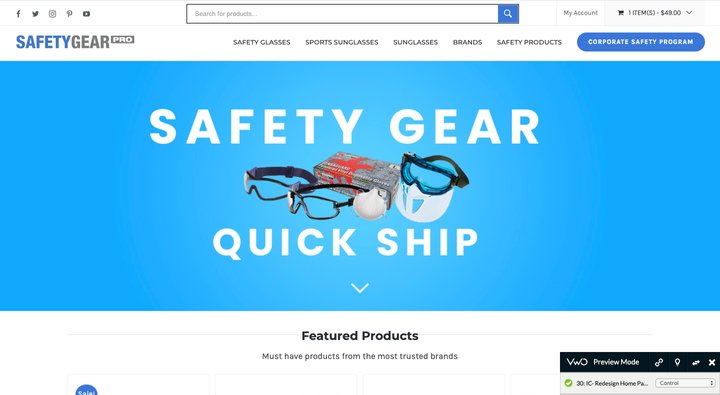 Search for products...
My Account
1 ITEM(S) - $49.00
SAFETYGEAR PRO
SAFETY GLASSES
SPORTS SUNGLASSES
SUNGLASSES
BRANDS
SAFETY PRODUCTS
CORPORATE SAFETY PROGRAM
SAFETY GEAR
QUICK SHIP
Featured Products
Must have products from the most trusted brands
Sale!
VWO Preview Mode
30: IC- Redesign Home Pa...
Control